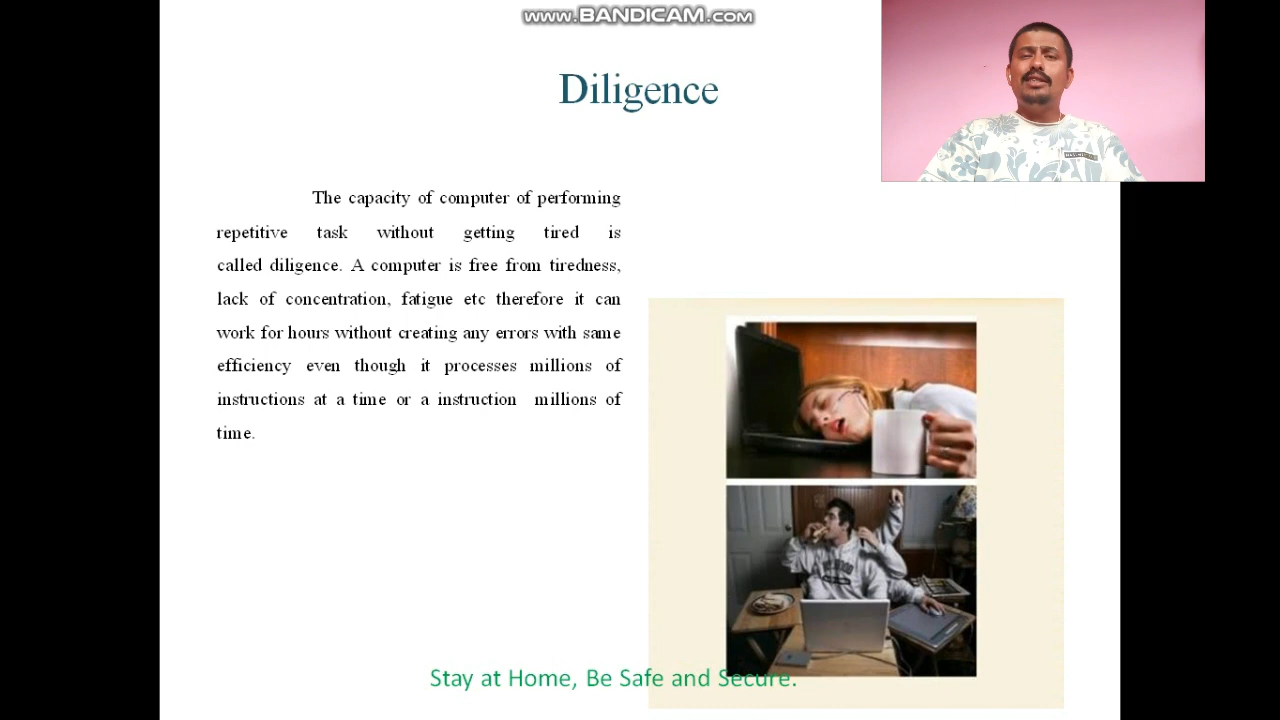 www.BANDICAM.com
Diligence
The capacity of computer of performing
repetitive task without getting tired is
called diligence. A computer is free from tiredness,
lack of concentration, fatigue etc therefore it can
work for hours without creating any errors with same
efficiency even though it processes millions of
instructions at a time or a instruction millions of
time.
Stay at Home, Be Safe and Secure.